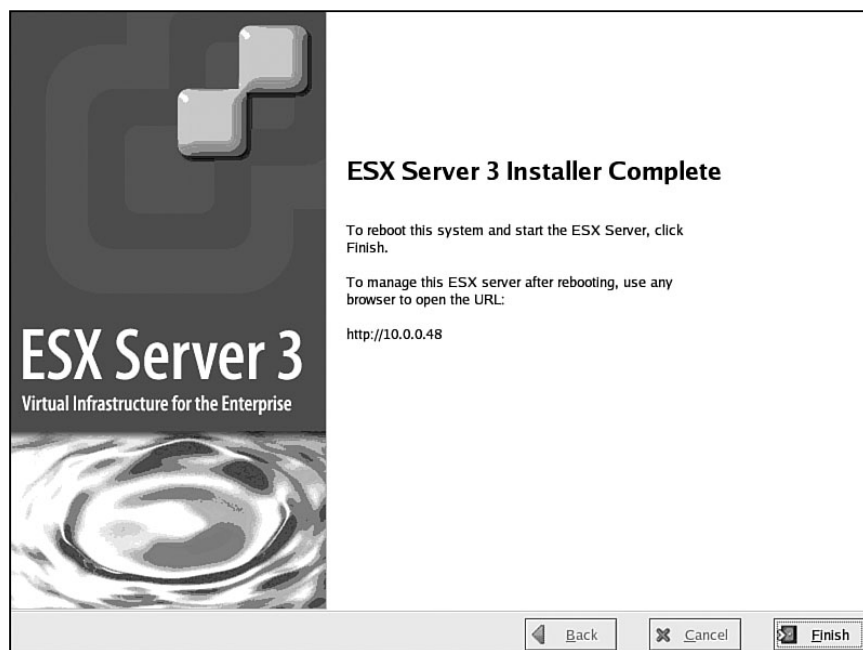 ESX Server 3 Installer Complete
To reboot this system and start the ESX Server, click
Finish.
To manage this ESX server after rebooting, use any
browser to open the URL:
http://10.0.0.48
ESX Server 3
Virtual Infrastructure for the Enterprise
Back
Cancel
Finish